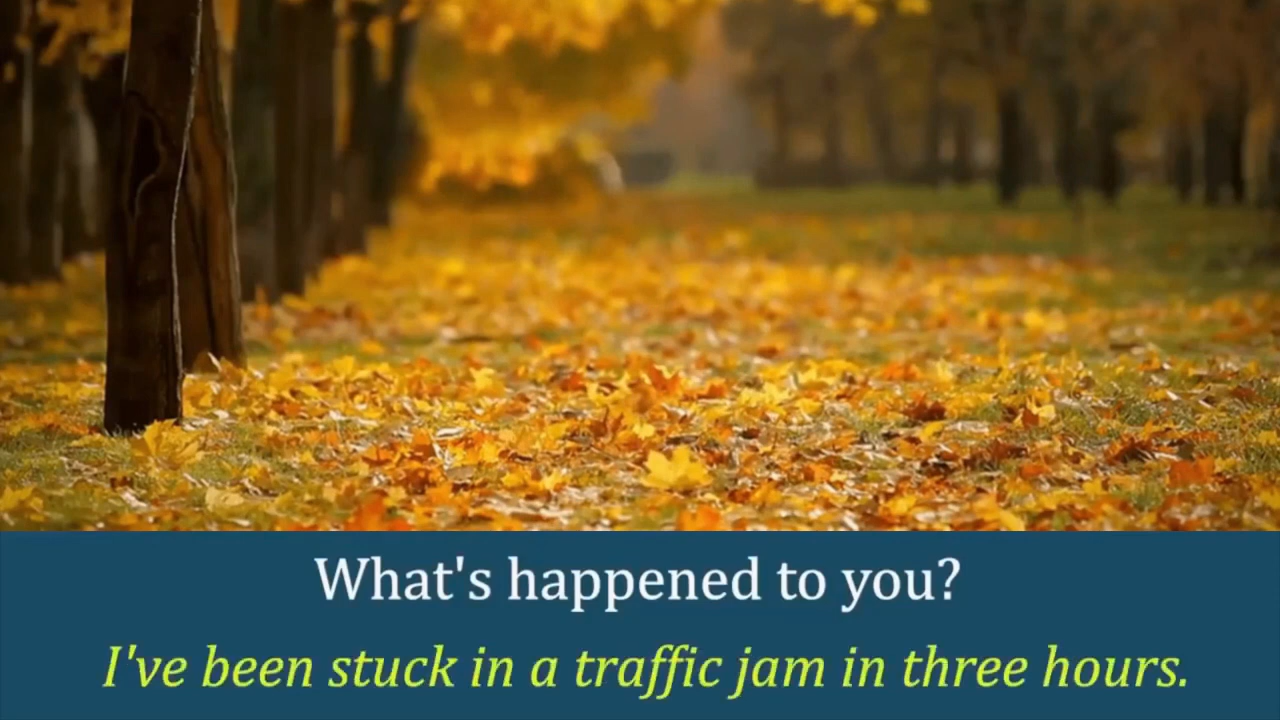 What's happened to you?
I've been stuck in a traffic jam in three hours.